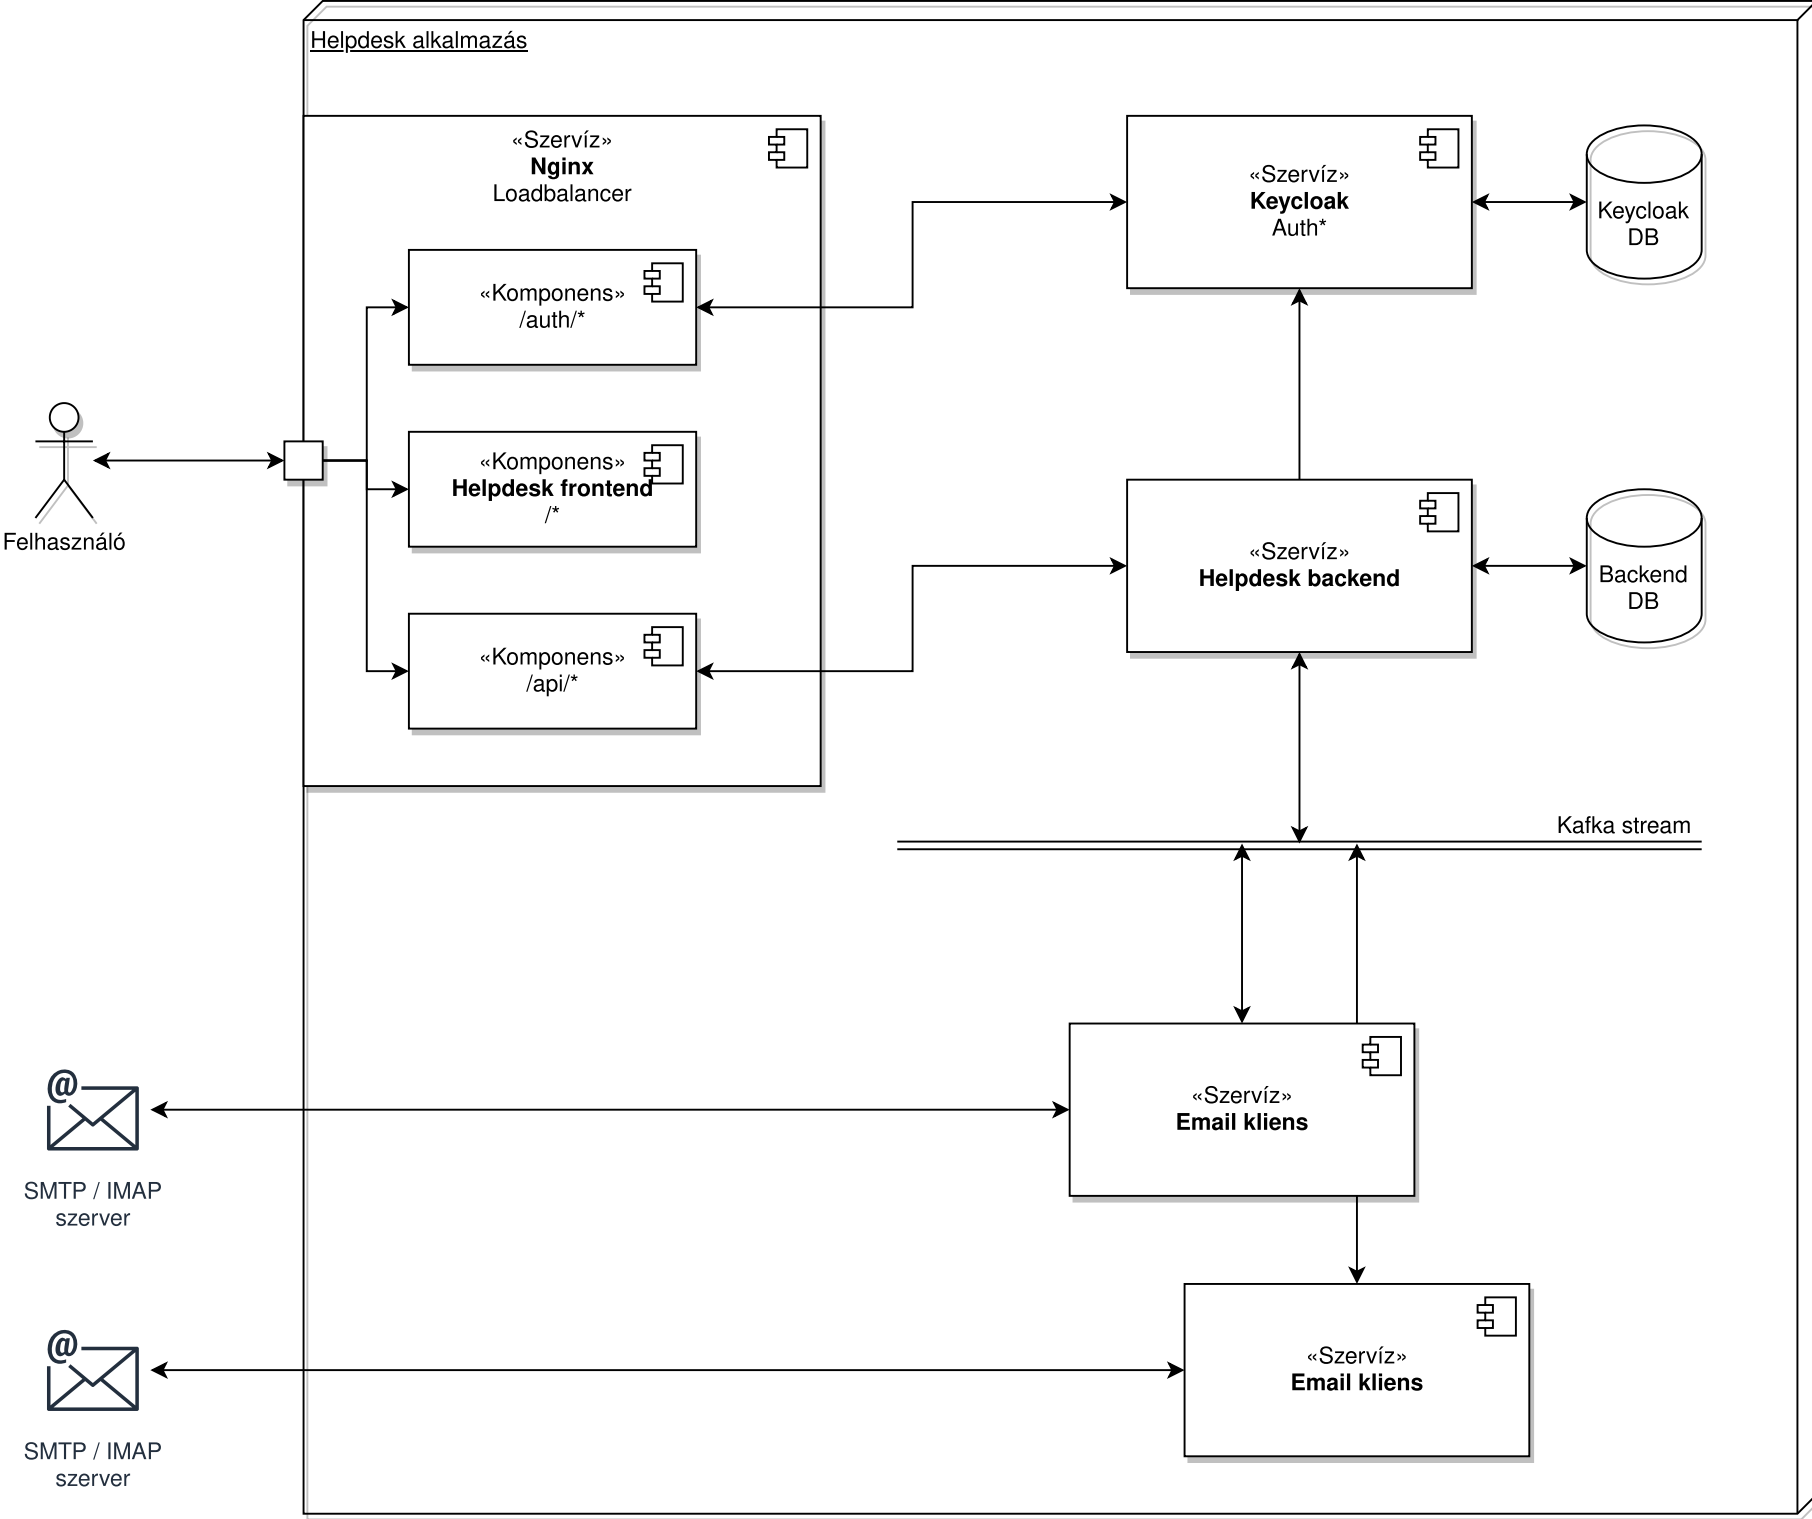 Helpdesk alkalmazás
«Szervíz»
Nginx
Loadbalancer
«Komponens»
/auth/*
«Komponens»
Helpdesk frontend
/*
«Komponens»
/api/*
«Szervíz»
Keycloak
Auth*
Keycloak
DB
Felhasználó
«Szervíz»
Helpdesk backend
Backend
DB
Kafka stream
«Szervíz»
Email kliens
@
SMTP / IMAP
szerver
«Szervíz»
Email kliens
@
SMTP / IMAP
szerver